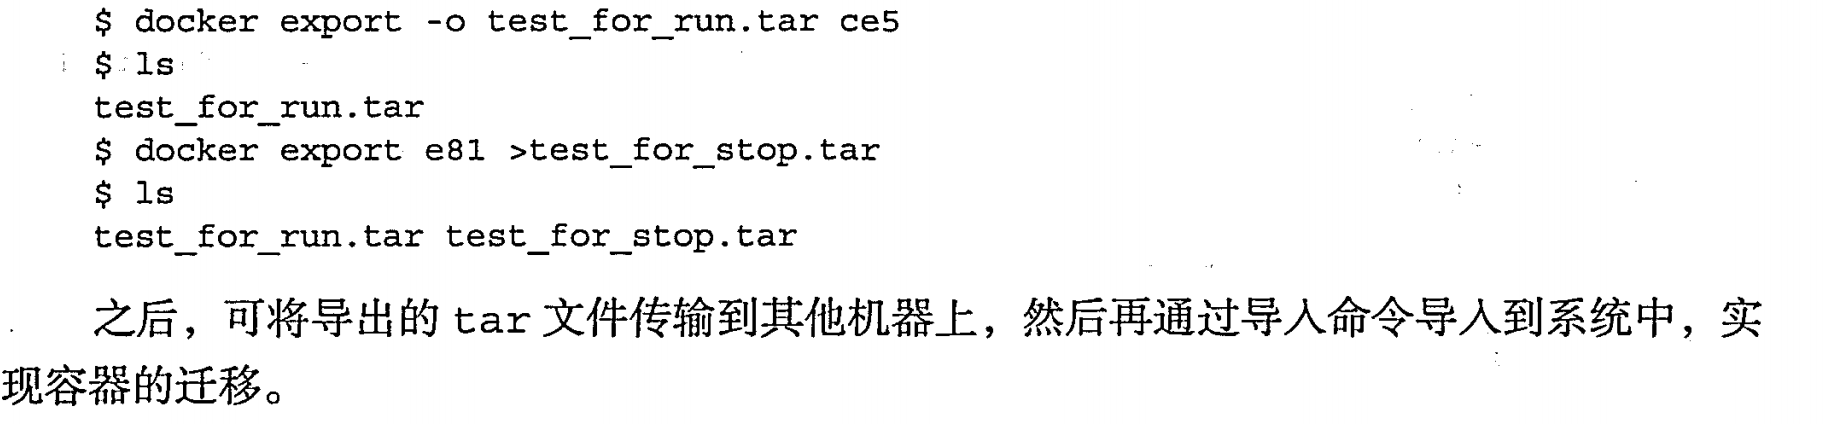 $ docker export -o test_for_run.tar ce5
$ ls
test_for_run.tar
$ docker export e81 >test_for_stop.tar
$ ls
test_for_run.tar test_for_stop.tar
之后，可将导出的 tar 文件传输到其他机器上，然后再通过导入命令导入到系统中，实
现容器的迁移。